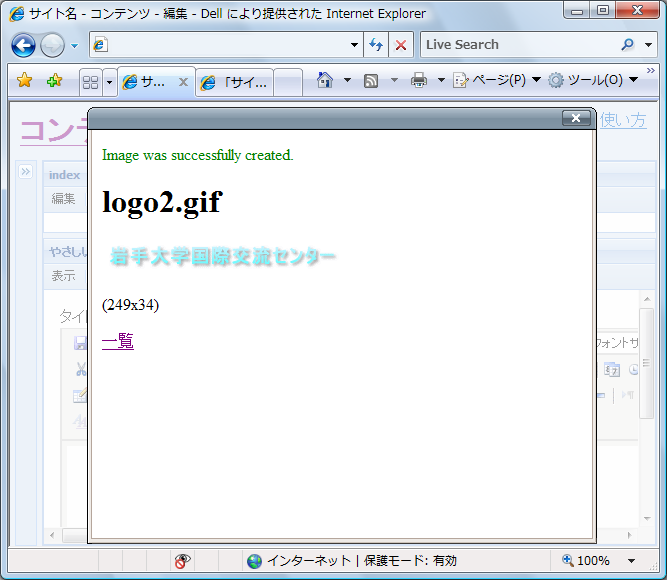 サイト名 - コンテンツ - 編集 - Dell により提供された Internet Explorer
Live Search
サ...
「サイ...
ページ(P)
ツール(O)
コンテ
使い方
index
編集
やさしい
表示
タイ
フォントサ
Image was successfully created.
logo2.gif
岩手大学国際交流センター
(249x34)
一覧
インターネット | 保護モード: 有効
100%